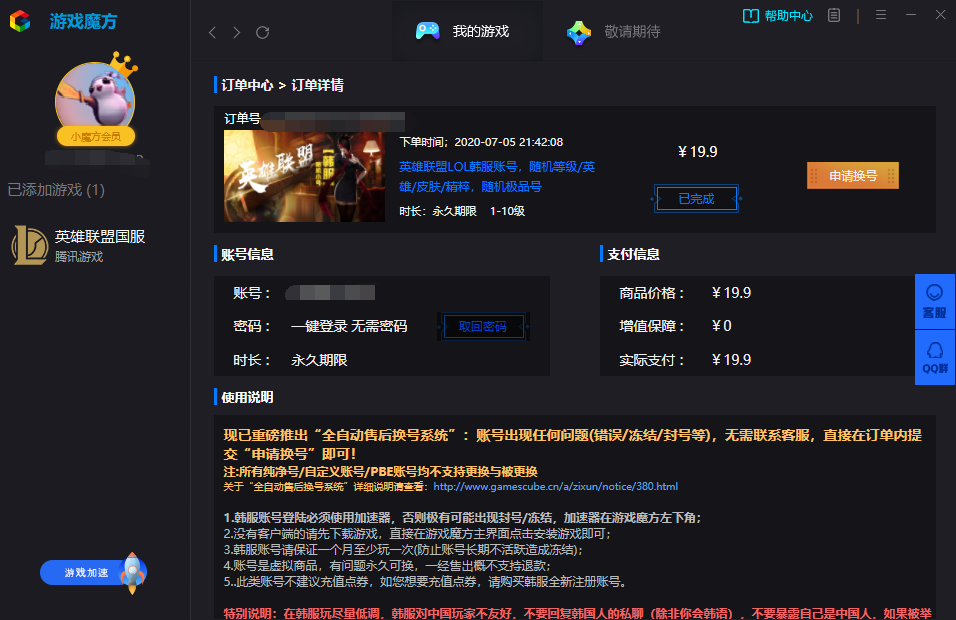 游戏魔方
小魔方会员
已添加游戏 (1)
英雄联盟国服
腾讯游戏
游戏加速
我的游戏
敬请期待
帮助中心
订单中心 > 订单详情
订单号
英雄联盟
下单时间：2020-07-05 21:42:08
英雄联盟LOL韩服账号，随机等级/英
雄/皮肤/箱粹，随机极品号
时长：永久期限 1-10级
￥19.9
已完成
申请换号
账号信息
账号：
密码： 一键登录 无需密码
取回密码
时长： 永久期限
支付信息
商品价格： ￥19.9
增值保障： ￥0
实际支付： ￥19.9
客服
QQ群
使用说明
现已重磅推出“全自动售后换号系统”：账号出现任何问题(错误/冻结/封号等)，无需联系客服，直接在订单内提
交“申请换号”即可！
注:所有纯净号/自定义账号/PBE账号均不支持更换与被更换
关于“全自动售后换号系统”详细说明请查看：http://www.gamescube.cn/a/zixun/notice/380.html
1.韩服账号登陆必须使用加速器，否则极有可能出现封号/冻结，加速器在游戏魔方左下角；
2.没有客户端的请先下载游戏，直接在游戏魔方主界面点击安装游戏即可；
3.韩服账号请保证一个月至少玩一次(防止账号长期不活跃造成冻结)；
4.账号是虚拟商品，有问题永久可换，一经售出概不支持退款；
5..此类账号不建议充值点券，如您想要充值点券，请购买韩服全新注册账号。
特别说明：在韩服玩尽量低调，韩服对中国玩家不友好，不要回复韩国人的私聊（除非你会韩语），不要暴露自己是中国人，如果被举